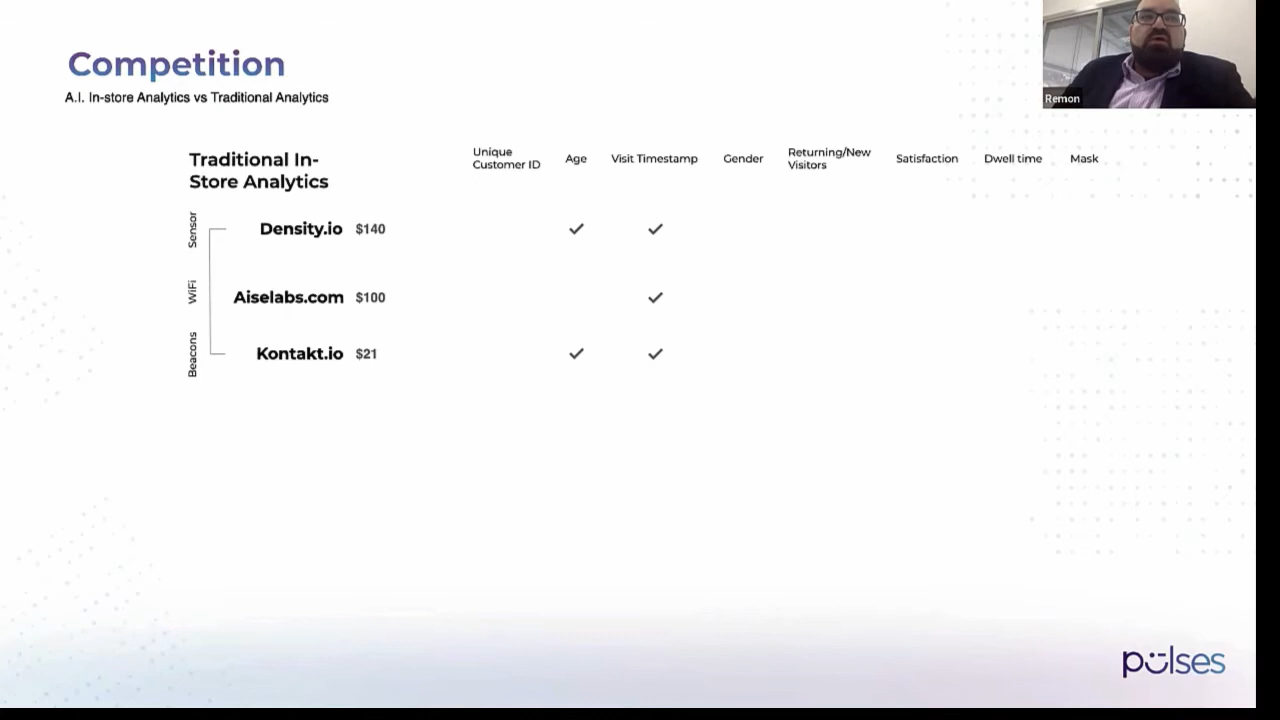 Competition
A.I. In-store Analytics vs Traditional Analytics
Remon
Traditional In-
Store Analytics
Unique
Customer ID
Age
Visit Timestamp
Gender
Returning/New
Visitors
Satisfaction
Dwell time
Mask
Sensor
Density.io $140
WiFi
Aiselabs.com $100
Beacons
Kontakt.io $21
pulses